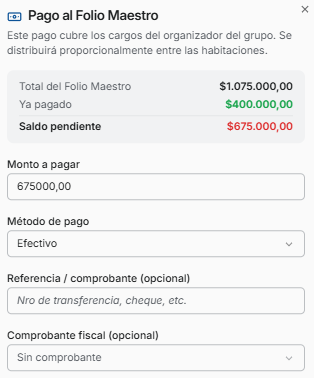 Pago al Folio Maestro
Este pago cubre los cargos del organizador del grupo. Se
distribuirá proporcionalmente entre las habitaciones.
Total del Folio Maestro $1.075.000,00
Ya pagado $400.000,00
Saldo pendiente $675.000,00
Monto a pagar
675000,00
Método de pago
Efectivo
Referencia / comprobante (opcional)
Nro de transferencia, cheque, etc.
Comprobante fiscal (opcional)
Sin comprobante